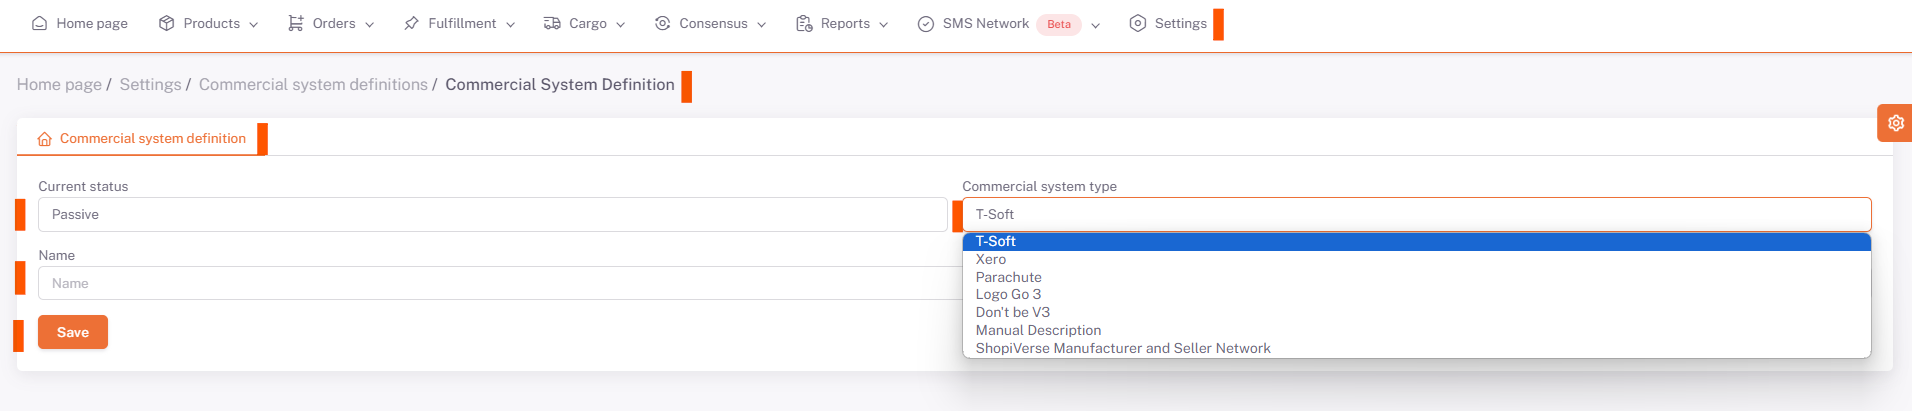 Home page Products Orders Fulfillment Cargo Consensus Reports SMS Network Beta Settings
Home page / Settings / Commercial system definitions / Commercial System Definition
Commercial system definition
Current status
Passive
Commercial system type
T-Soft
T-Soft
Xero
Parachute
Logo Go 3
Don't be V3
Manual Description
ShopiVerse Manufacturer and Seller Network
Name
Name
Save